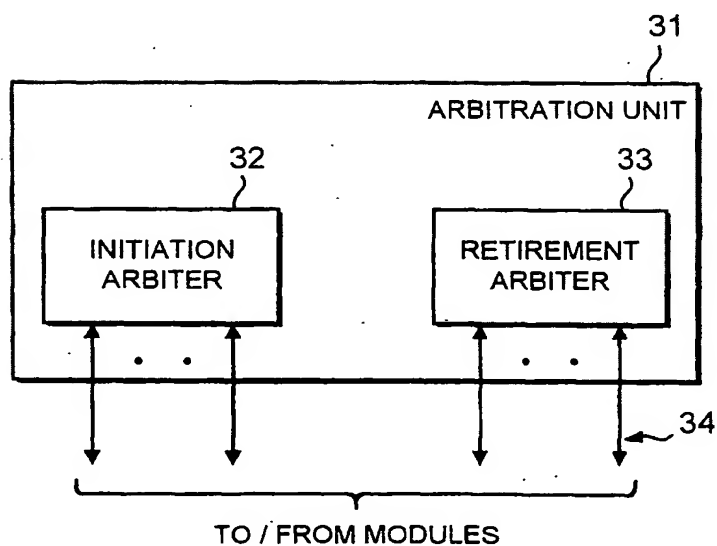 31
ARBITRATION UNIT
32
33
INITIATION
ARBITER
RETIREMENT
ARBITER
34
TO / FROM MODULES